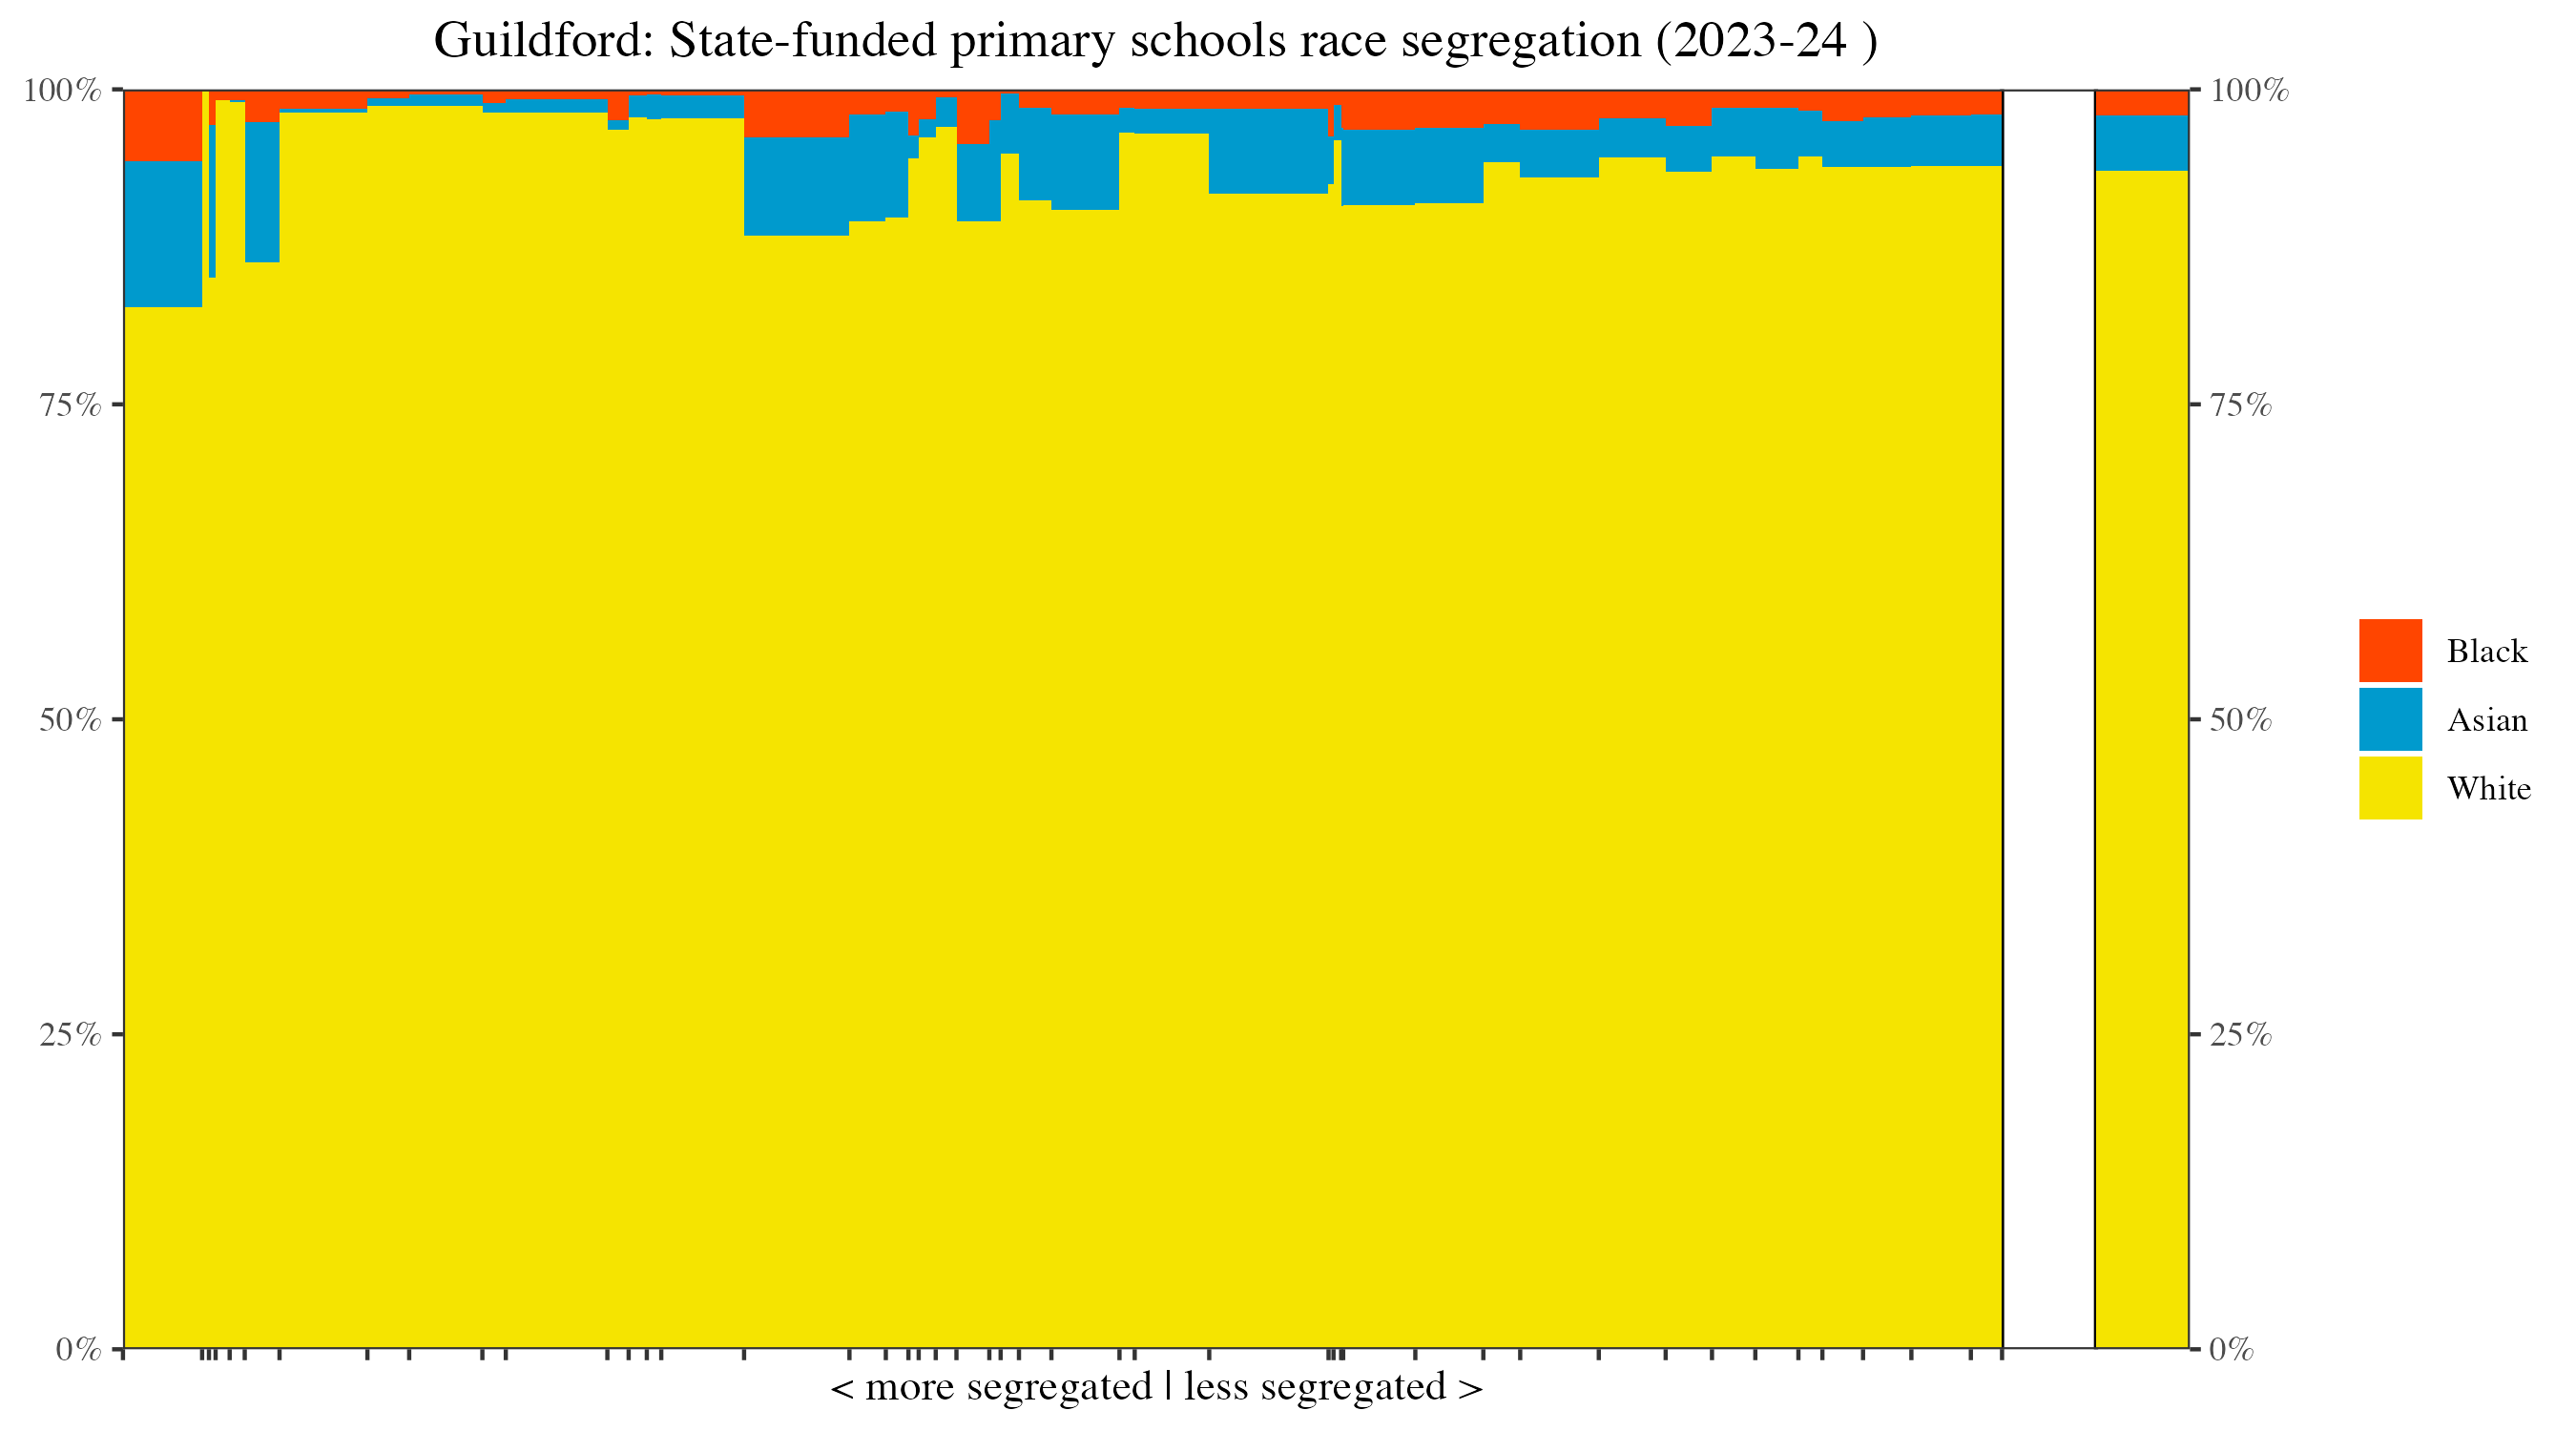 Guildford: State-funded primary schools race segregation (2023-24 )
100%
75%
50%
25%
0%
100%
75%
50%
25%
0%
Black
Asian
White
< more segregated | less segregated >